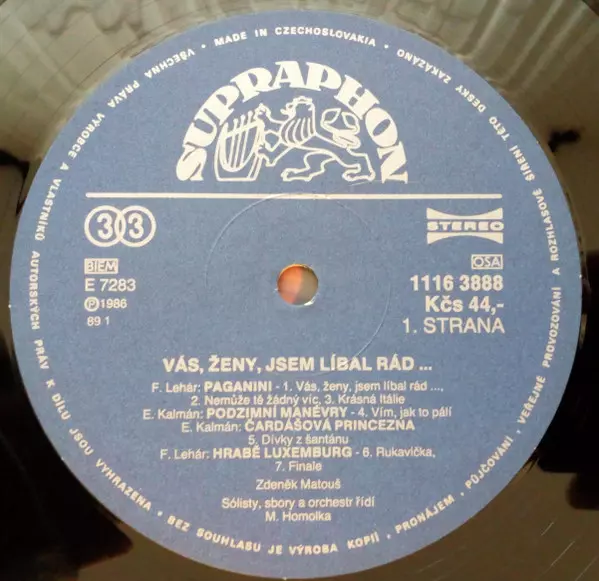 SUPRAPHON
33
STEREO
BIEM
OSA
E 7283
1116 3888
℗ 1986
Kčs 44,-
89 1
1. STRANA
VÁS, ŽENY, JSEM LÍBAL RÁD ...
F. Lehár: PAGANINI - 1. Vás, ženy, jsem líbal rád ...,
2. Nemůže tě žádný víc, 3. Krásná Itálie
E. Kalmán: PODZIMNÍ MANÉVRY - 4. Vím, jak to pálí
E. Kalmán: ČARDÁŠOVÁ PRINCEZNA
5. Dívky z šantánu
F. Lehár: HRABĚ LUXEMBURG - 6. Rukavička,
7. Finale
Zdeněk Matouš
Sólisty, sbory a orchestr řídí
M. Homolka
• MADE IN CZECHOSLOVAKIA •
VŠECHNA PRÁVA VÝROBCE A VLASTNÍKŮ AUTORSKÝCH PRÁV K DÍLU JSOU VYHRAZENA • BEZ SOUHLASU JE VÝROBA KOPIÍ, PRONÁJEM, PŮJČOVÁNÍ, VEŘEJNÉ PROVOZOVÁNÍ A ROZHLASOVÉ ŠÍŘENÍ TÉTO DESKY ZAKÁZÁNO